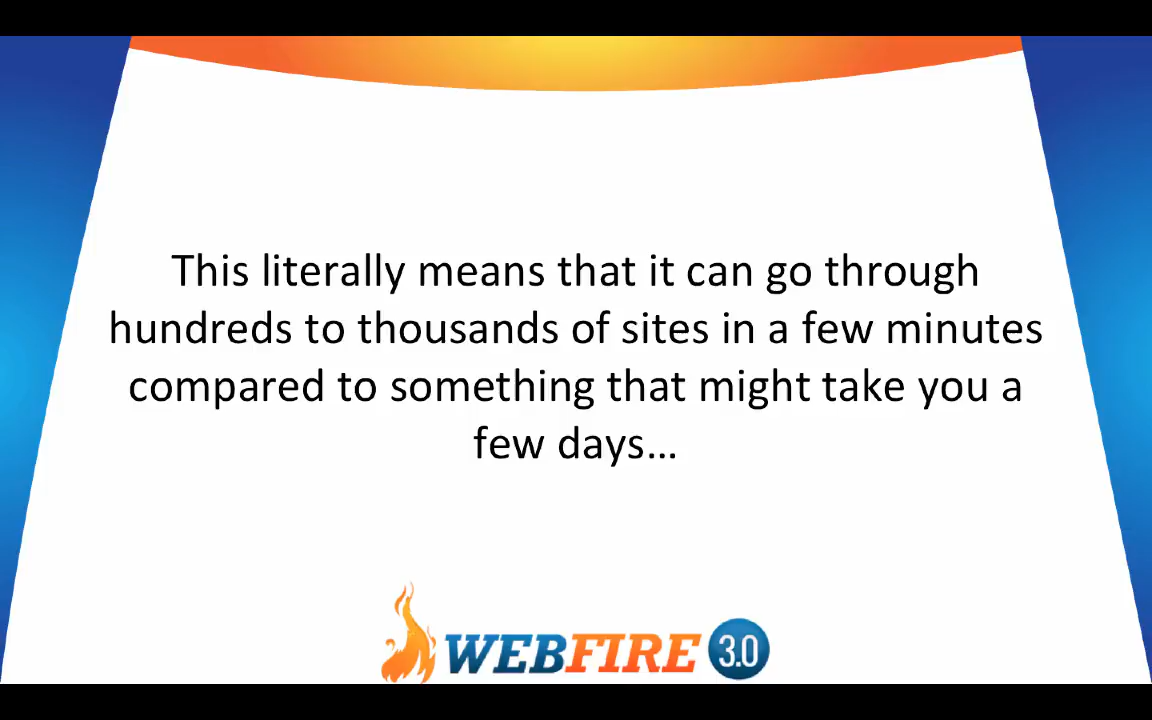 This literally means that it can go through
hundreds to thousands of sites in a few minutes
compared to something that might take you a
few days...
WEBFIRE 3.0